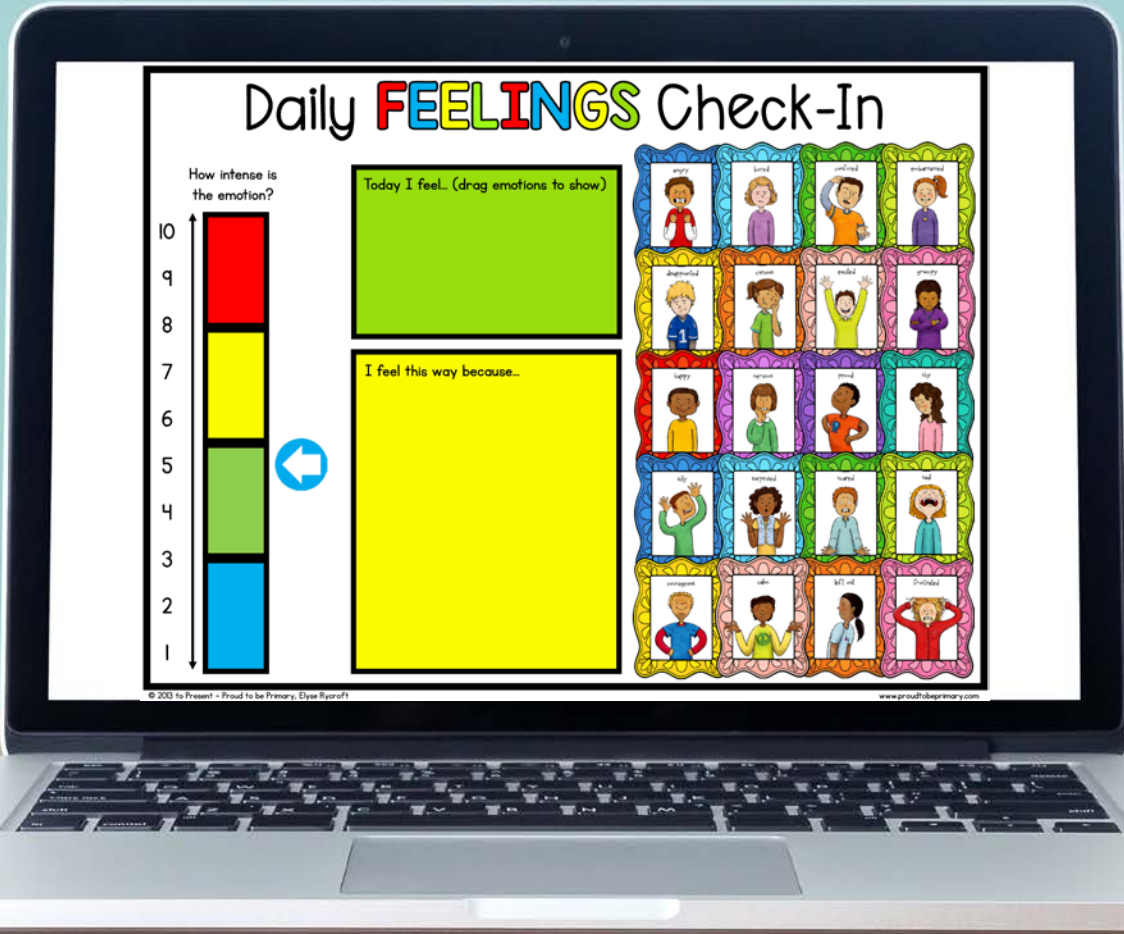 Daily FEELINGS Check-In
How intense is
the emotion?
10
9
8
7
6
5
4
3
2
1
Today I feel... (drag emotions to show)
I feel this way because...
angry
bored
confused
embarrassed
disappointed
curious
excited
grumpy
happy
nervous
proud
shy
silly
surprised
scared
sad
courageous
calm
left out
frustrated
1
© 2013 to Present - Proud to be Primary, Elyse Rycroft
www.proudtobeprimary.com